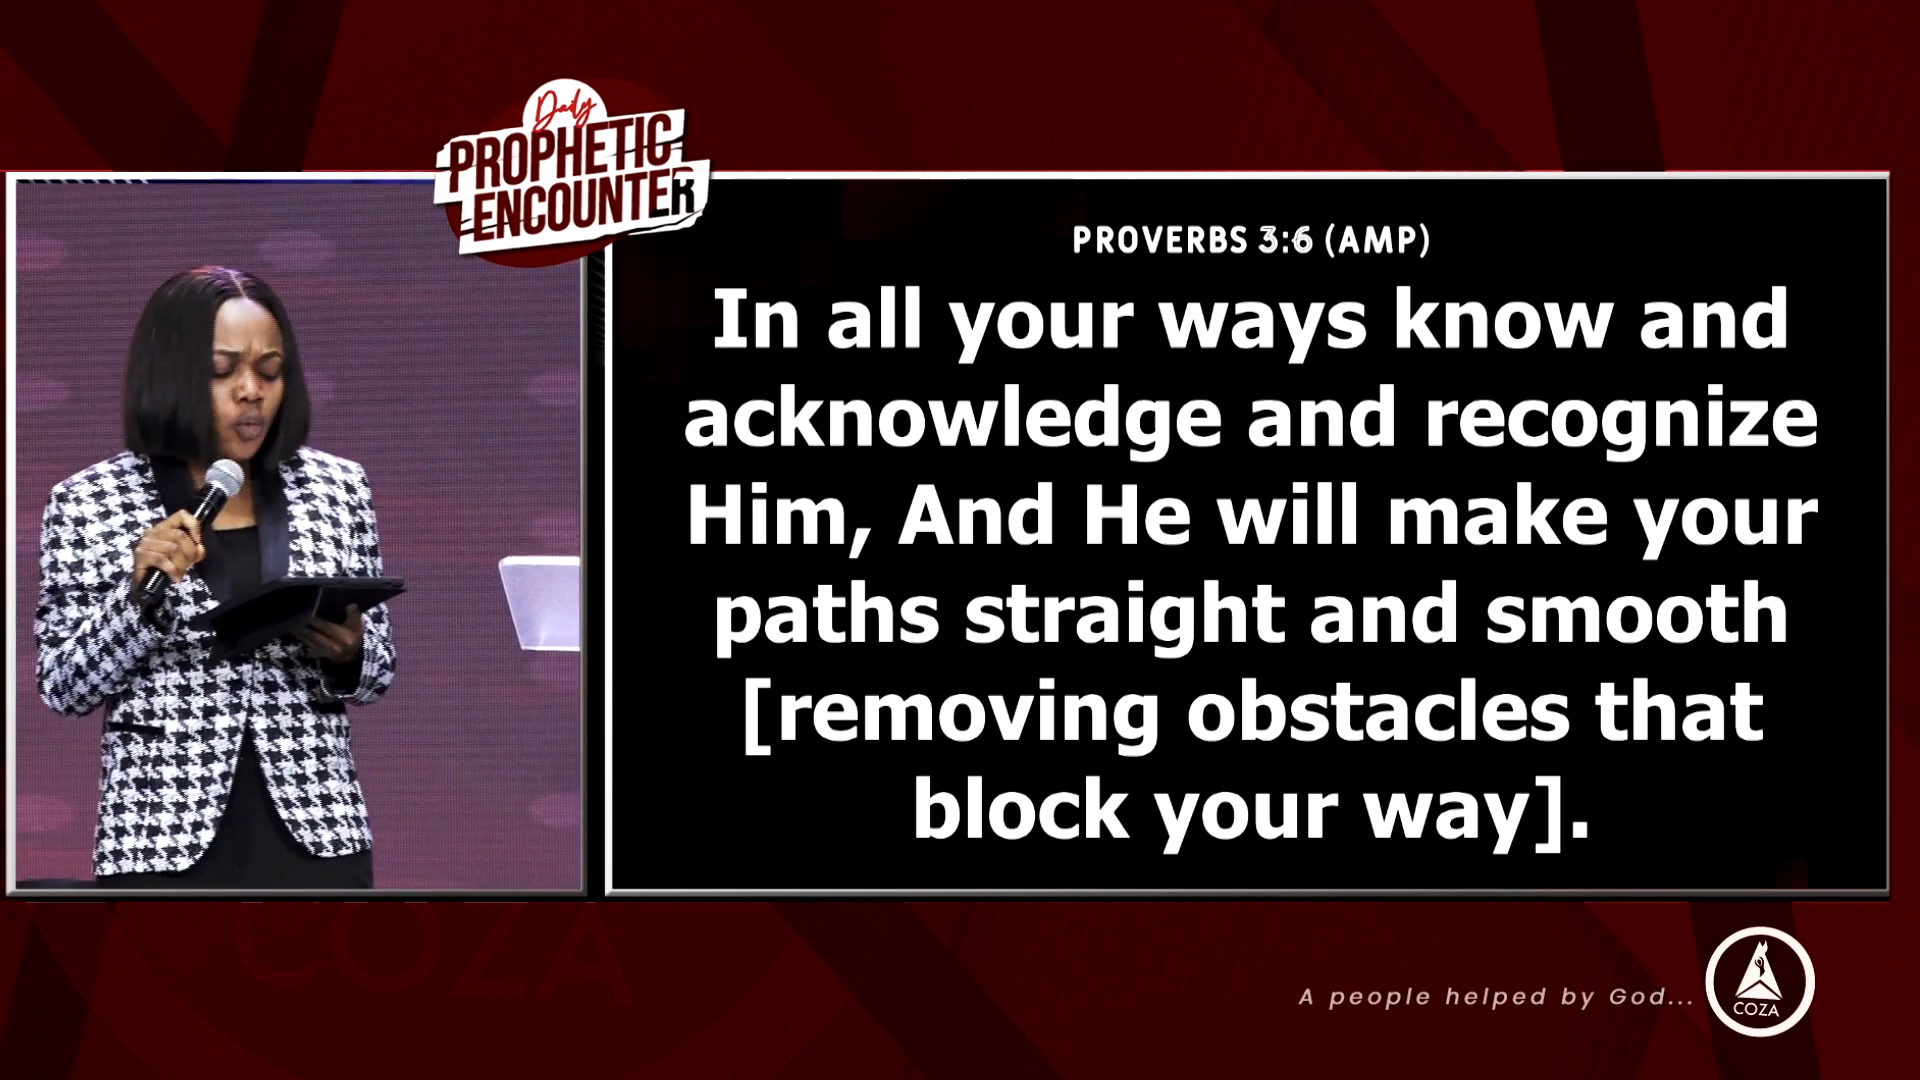 Daily
PROPHETIC
ENCOUNTER
PROVERBS 3:6 (AMP)
In all your ways know and
acknowledge and recognize
Him, And He will make your
paths straight and smooth
[removing obstacles that
block your way].
COZA
A people helped by God...
COZA